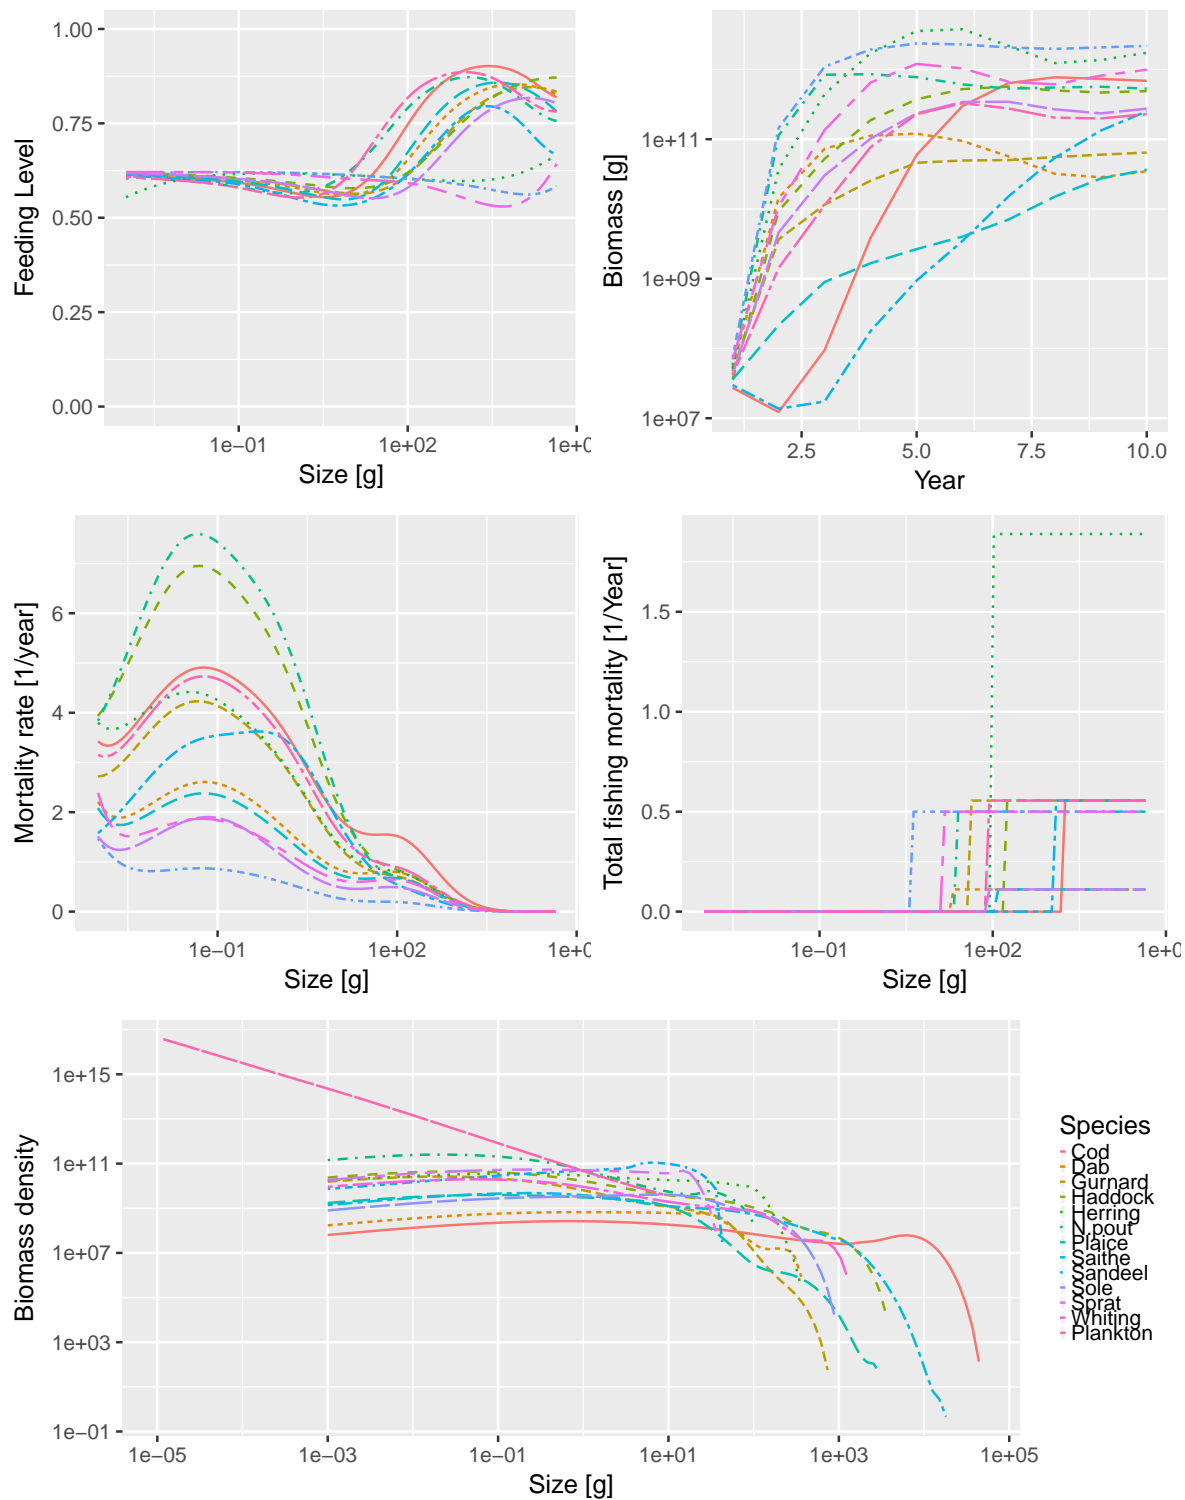 1.00
0.75
0.50
0.25
0.00
Feeding Level
1e−01
1e+02
Size [g]
1e+11
1e+09
1e+07
Biomass [g]
2.5
5.0
7.5
10.0
Year
6
4
2
0
Mortality rate [1/year]
1e−01
1e+02
Size [g]
1.5
1.0
0.5
0.0
Total fishing mortality [1/Year]
1e−01
1e+02
Size [g]
1e+15
1e+11
1e+07
1e+03
1e−01
Biomass density
1e−05
1e−03
1e−01
1e+01
1e+03
1e+05
Size [g]
Species
Cod
Dab
Gurnard
Haddock
Herring
N.pout
Plaice
Saithe
Sandeel
Sole
Sprat
Whiting
Plankton